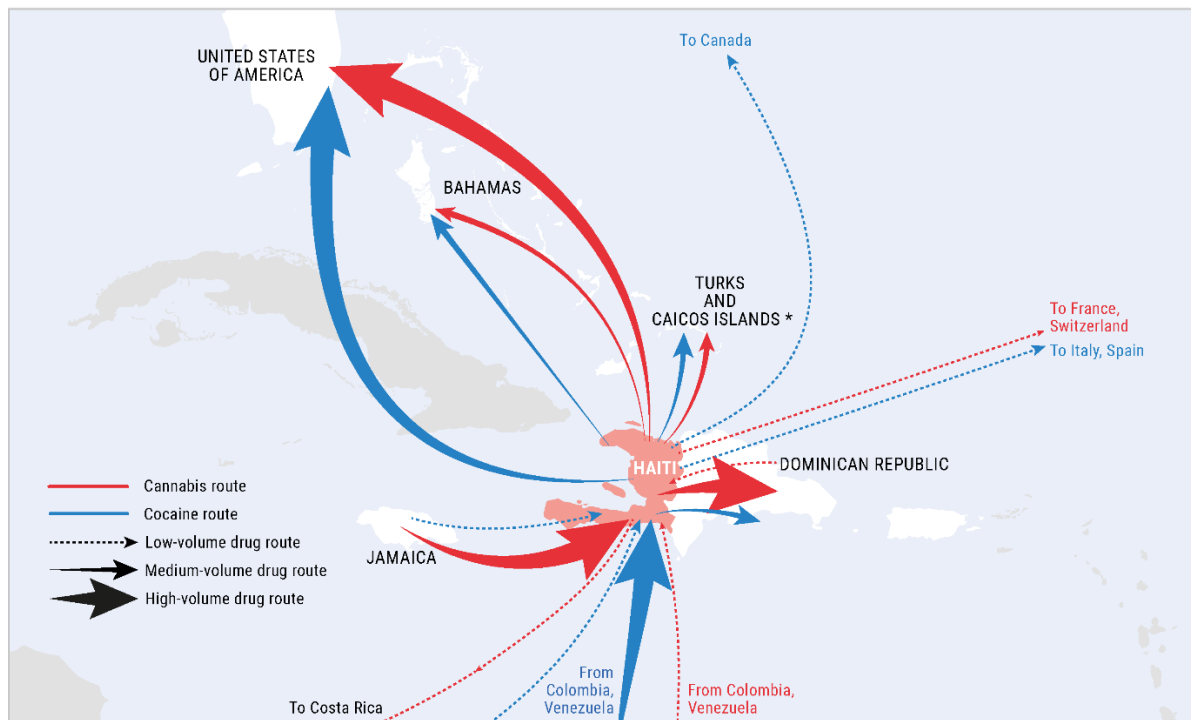 To Canada
UNITED STATES
OF AMERICA
BAHAMAS
TURKS
AND
CAICOS ISLANDS *
To France,
Switzerland
To Italy, Spain
HAITI
DOMINICAN REPUBLIC
Cannabis route
Cocaine route
Low-volume drug route
Medium-volume drug route
High-volume drug route
JAMAICA
To Costa Rica
From
Colombia,
Venezuela
From Colombia,
Venezuela